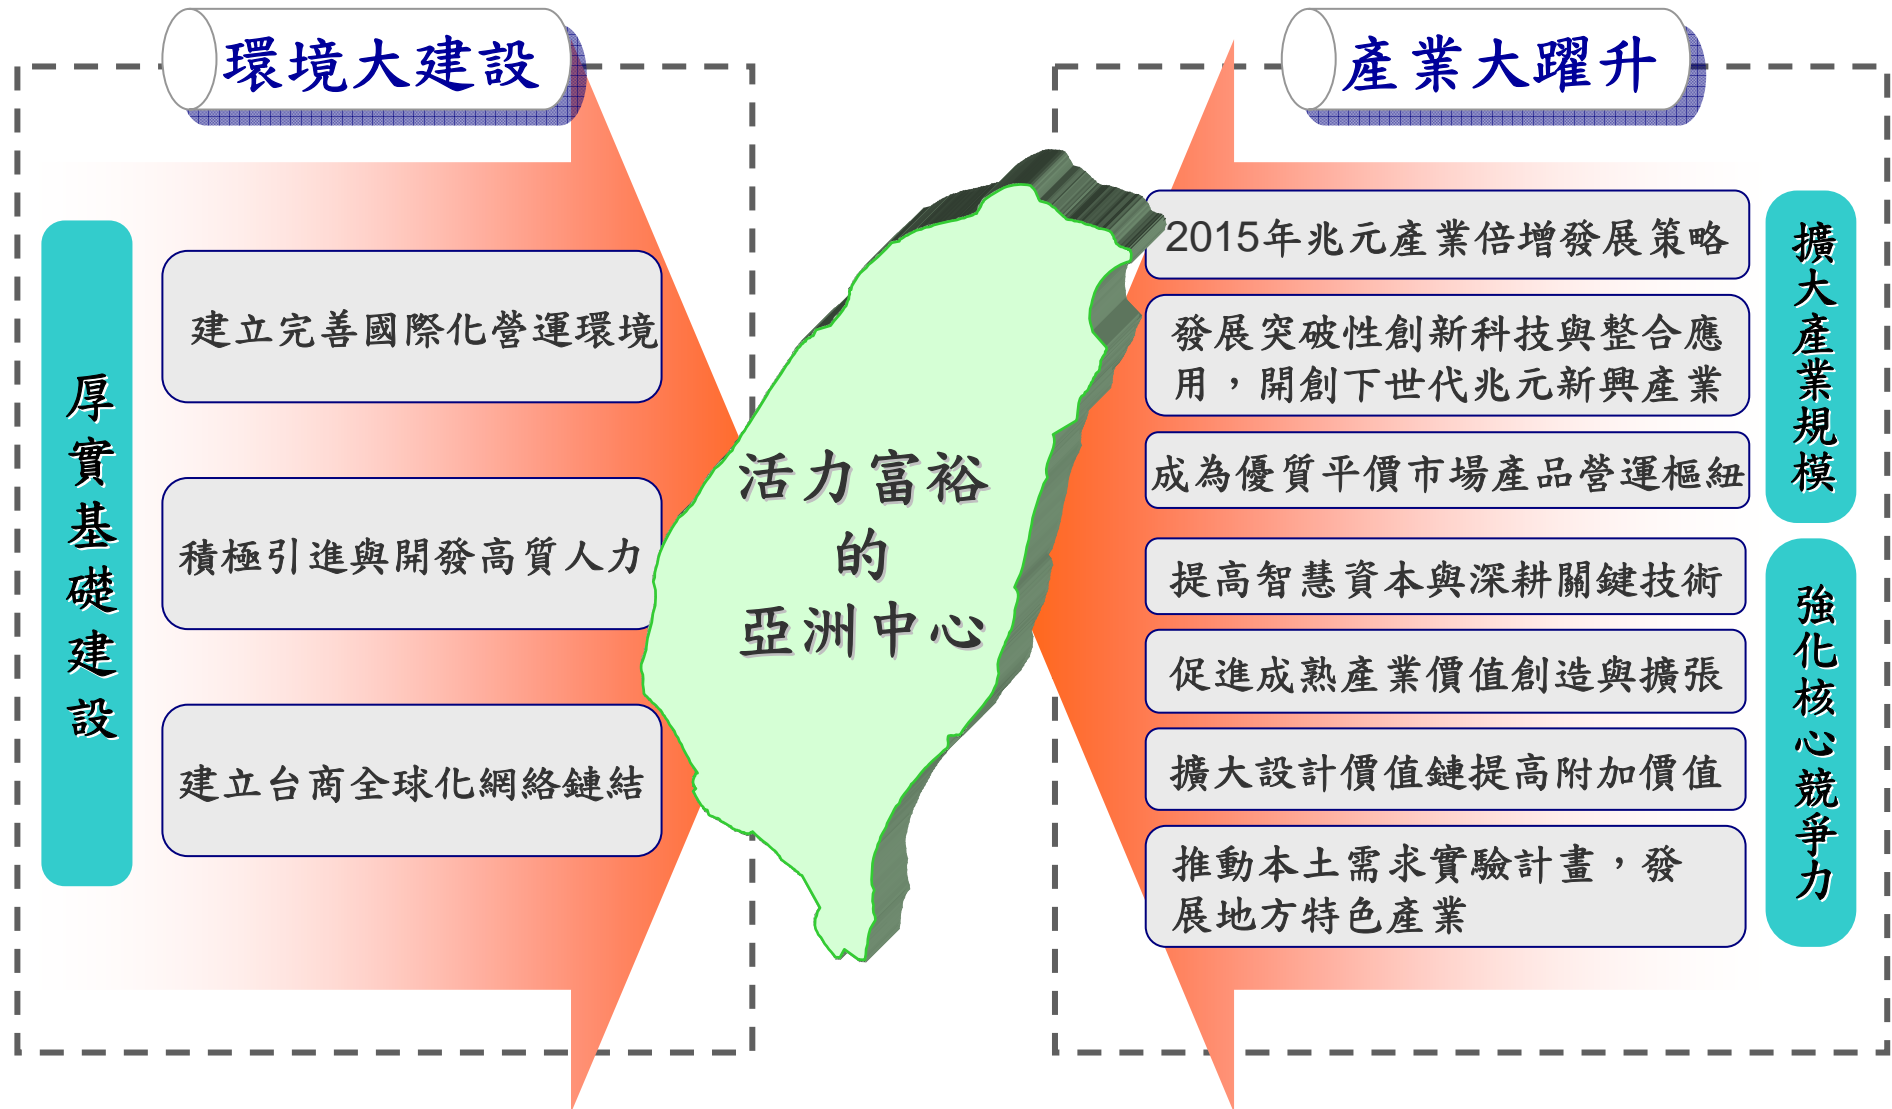 環境大建設
厚實基礎建設
建立完善國際化營運環境
積極引進與開發高質人力
建立台商全球化網絡鏈結
活力富裕
的
亞洲中心
產業大躍升
2015年兆元產業倍增發展策略
發展突破性創新科技與整合應
用，開創下世代兆元新興產業
成為優質平價市場產品營運樞紐
擴大產業規模
提高智慧資本與深耕關鍵技術
促進成熟產業價值創造與擴張
擴大設計價值鏈提高附加價值
推動本土需求實驗計畫，發
展地方特色產業
強化核心競爭力